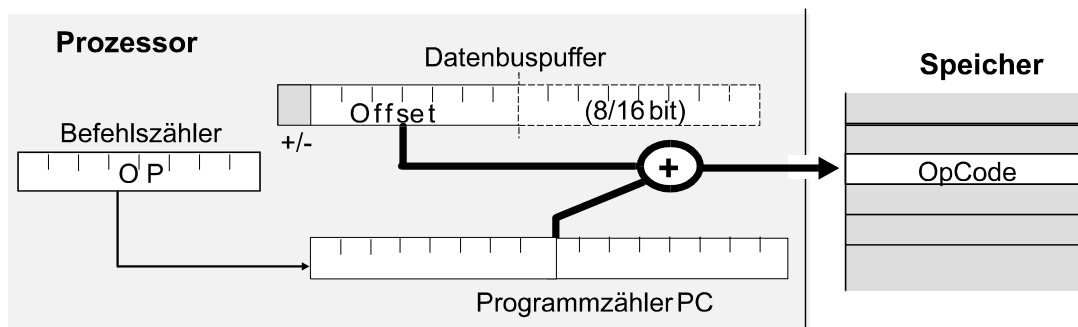 Prozessor
Datenbuspuffer
Speicher
Offset
(8/16 bit)
+/-
Befehlszähler
OP
+
OpCode
Programmzähler PC